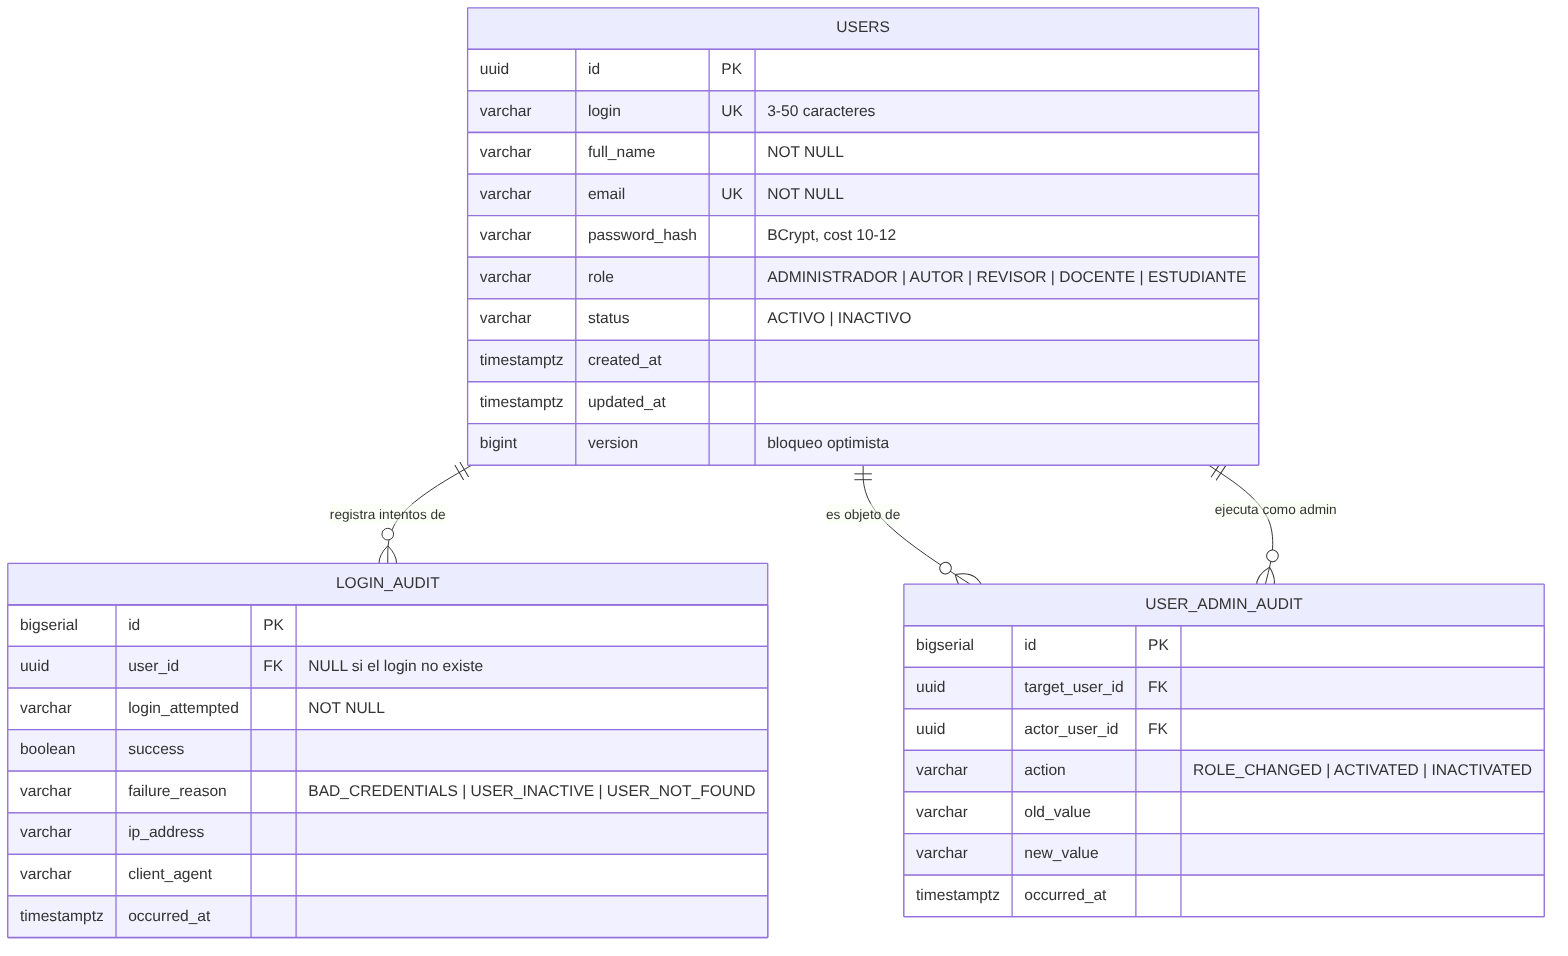 USERS
uuid id PK
varchar login UK 3-50 caracteres
varchar full_name NOT NULL
varchar email UK NOT NULL
varchar password_hash BCrypt, cost 10-12
varchar role ADMINISTRADOR | AUTOR | REVISOR | DOCENTE | ESTUDIANTE
varchar status ACTIVO | INACTIVO
timestamptz created_at
timestamptz updated_at
bigint version bloqueo optimista
registra intentos de
es objeto de
ejecuta como admin
LOGIN_AUDIT
bigserial id PK
uuid user_id FK NULL si el login no existe
varchar login_attempted NOT NULL
boolean success
varchar failure_reason BAD_CREDENTIALS | USER_INACTIVE | USER_NOT_FOUND
varchar ip_address
varchar client_agent
timestamptz occurred_at
USER_ADMIN_AUDIT
bigserial id PK
uuid target_user_id FK
uuid actor_user_id FK
varchar action ROLE_CHANGED | ACTIVATED | INACTIVATED
varchar old_value
varchar new_value
timestamptz occurred_at